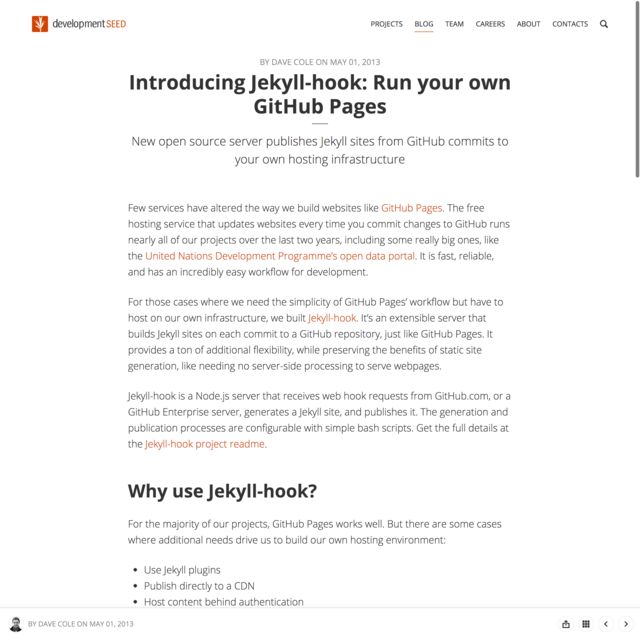 developmentSEED
PROJECTS BLOG TEAM CAREERS ABOUT CONTACTS
BY DAVE COLE ON MAY 01, 2013
Introducing Jekyll-hook: Run your own
GitHub Pages
New open source server publishes Jekyll sites from GitHub commits to
your own hosting infrastructure
Few services have altered the way we build websites like GitHub Pages. The free
hosting service that updates websites every time you commit changes to GitHub runs
nearly all of our projects over the last two years, including some really big ones, like
the United Nations Development Programme’s open data portal. It is fast, reliable,
and has an incredibly easy workflow for development.
For those cases where we need the simplicity of GitHub Pages’ workflow but have to
host on our own infrastructure, we built Jekyll-hook. It’s an extensible server that
builds Jekyll sites on each commit to a GitHub repository, just like GitHub Pages. It
provides a ton of additional flexibility, while preserving the benefits of static site
generation, like needing no server-side processing to serve webpages.
Jekyll-hook is a Node.js server that receives web hook requests from GitHub.com, or a
GitHub Enterprise server, generates a Jekyll site, and publishes it. The generation and
publication processes are configurable with simple bash scripts. Get the full details at
the Jekyll-hook project readme.
Why use Jekyll-hook?
For the majority of our projects, GitHub Pages works well. But there are some cases
where additional needs drive us to build our own hosting environment:
• Use Jekyll plugins
• Publish directly to a CDN
• Host content behind authentication
BY DAVE COLE ON MAY 01, 2013